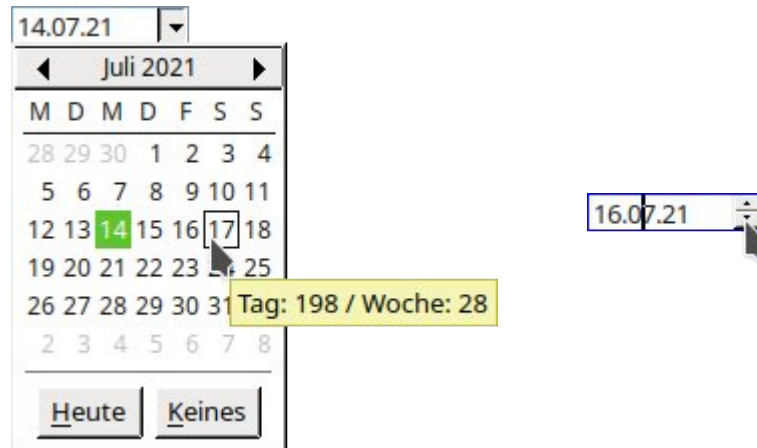 14.07.21
Juli 2021
M D M D F S S
28 29 30 1 2 3 4
5 6 7 8 9 10 11
12 13 14 15 16 17 18
16.07.21
19 20 21 22 23 24 25
26 27 28 29 30 31
Tag: 198 / Woche: 28
2 3 4 5 6 7 8
Heute Keines